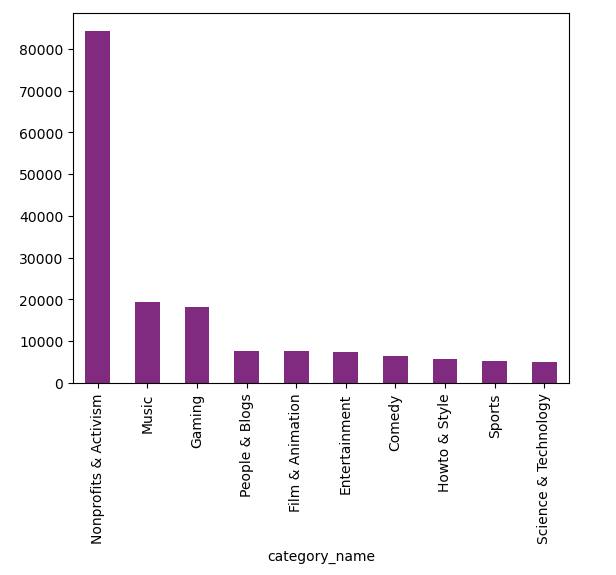 80000
70000
60000
50000
40000
30000
20000
10000
0
Nonprofits & Activism
Music
Gaming
People & Blogs
Film & Animation
Entertainment
Comedy
Howto & Style
Sports
Science & Technology
category_name